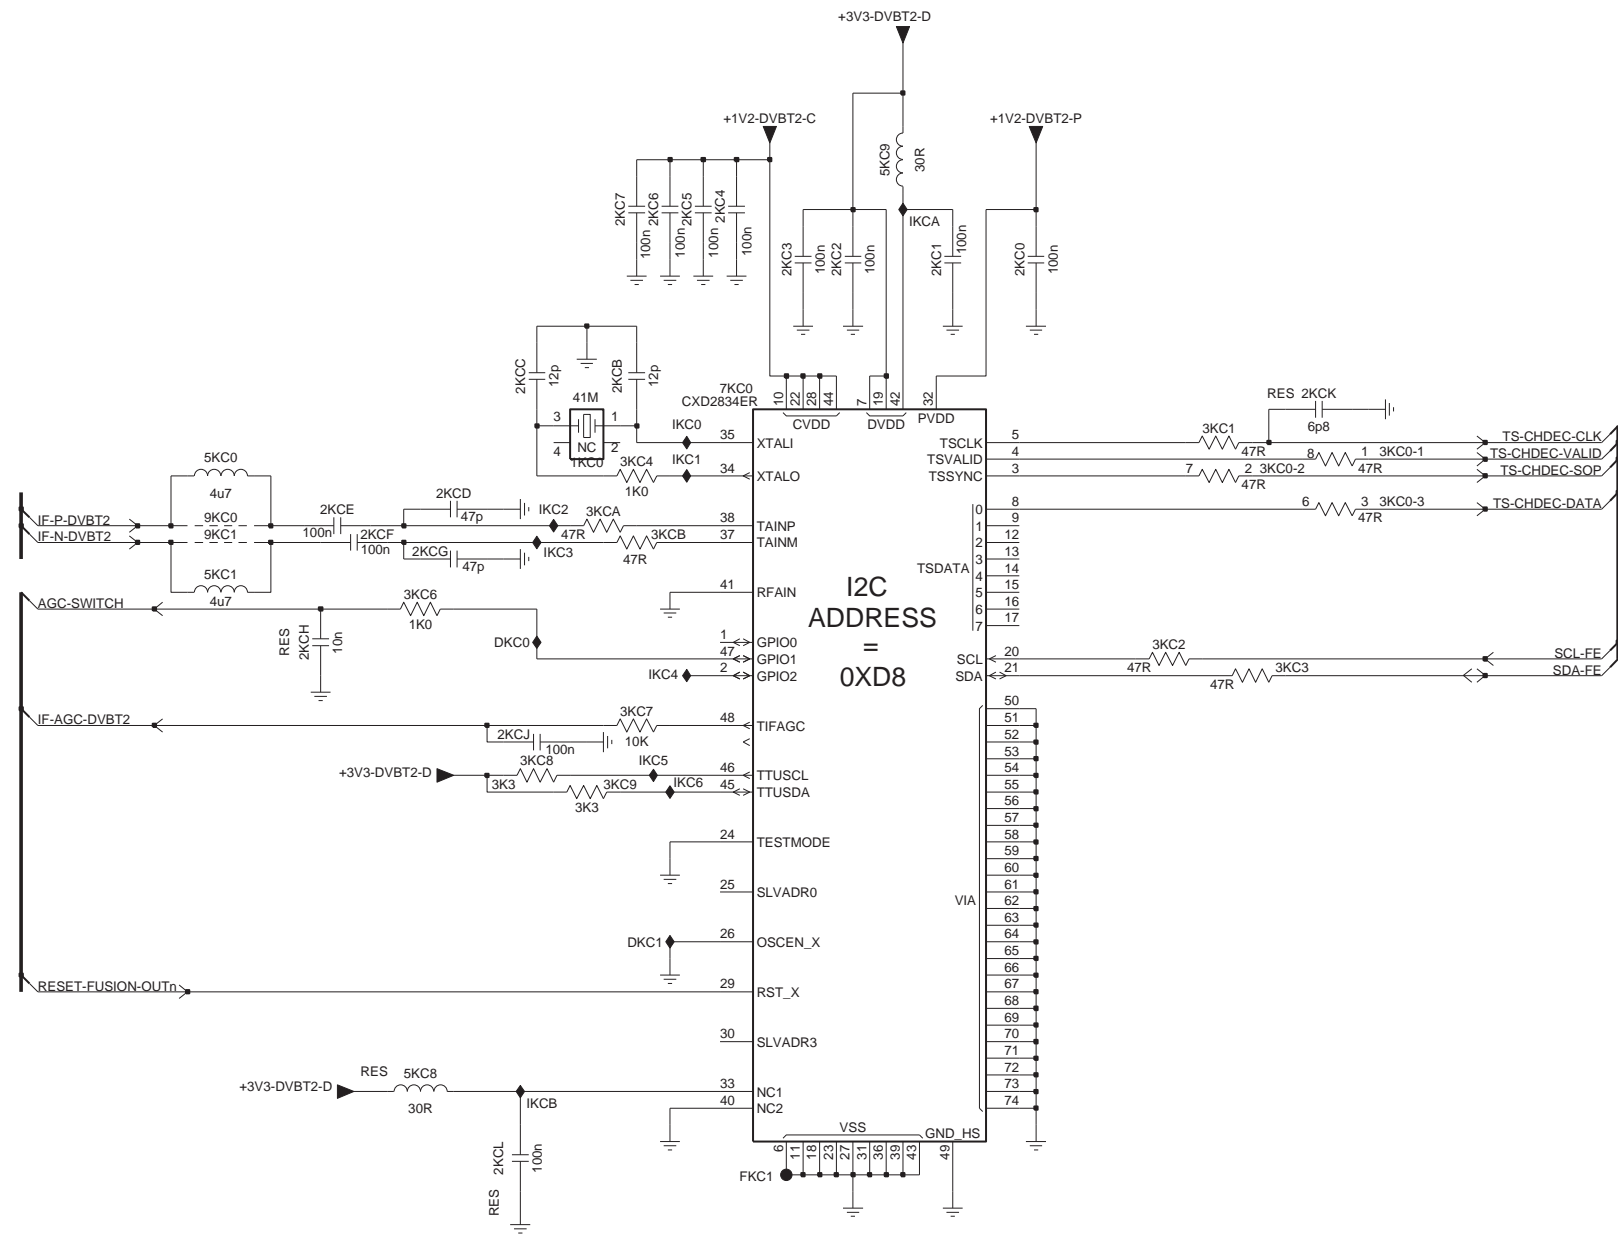 +3V3-DVBT2-D
+1V2-DVBT2-C
+1V2-DVBT2-P
5KC9
30R
IKCA
2KC7
100n
2KC6
100n
2KC5
100n
2KC4
100n
2KC3
100n
2KC2
100n
2KC1
100n
2KC0
100n
2KCC
12p
2KCB
12p
41M
3
1
4
NC
2
1KC0
7KC0
CXD2834ER
10
22
28
44
7
19
42
32
CVDD
DVDD
PVDD
IKC0
35
XTALI
3KC4
1K0
IKC1
34
XTALO
5KC0
4u7
IF-P-DVBT2
9KC0
2KCE
100n
2KCD
47p
IKC2
3KCA
47R
38
TAINP
IF-N-DVBT2
9KC1
2KCF
100n
2KCG
47p
IKC3
3KCB
47R
37
TAINM
5KC1
4u7
41
RFAIN
AGC-SWITCH
3KC6
1K0
RES
2KCH
10n
DKC0
1
GPIO0
47
GPIO1
IKC4
2
GPIO2
IF-AGC-DVBT2
3KC7
10K
48
TIFAGC
2KCJ
100n
+3V3-DVBT2-D
3KC8
3K3
IKC5
46
TTUSCL
3KC9
3K3
IKC6
45
TTUSDA
24
TESTMODE
25
SLVADR0
DKC1
26
OSCEN_X
RESET-FUSION-OUTn
29
RST_X
30
SLVADR3
+3V3-DVBT2-D
RES
5KC8
30R
IKCB
33
NC1
40
NC2
RES
2KCL
100n
I2C
ADDRESS
=
0XD8
RES 2KCK
6p8
TSCLK
5
3KC1
47R
TS-CHDEC-CLK
TSVALID
4
8
1
3KC0-1
47R
TS-CHDEC-VALID
TSSYNC
3
7
2
3KC0-2
47R
TS-CHDEC-SOP
TSDATA
0
8
6
3
3KC0-3
47R
TS-CHDEC-DATA
1
9
2
12
3
13
4
14
5
15
6
16
7
17
SCL
20
3KC2
47R
SCL-FE
SDA
21
3KC3
47R
SDA-FE
VIA
50
51
52
53
54
55
56
57
58
59
60
61
62
63
64
65
66
67
68
69
70
71
72
73
74
VSS
GND_HS
6
11
18
23
27
31
36
39
43
49
FKC1